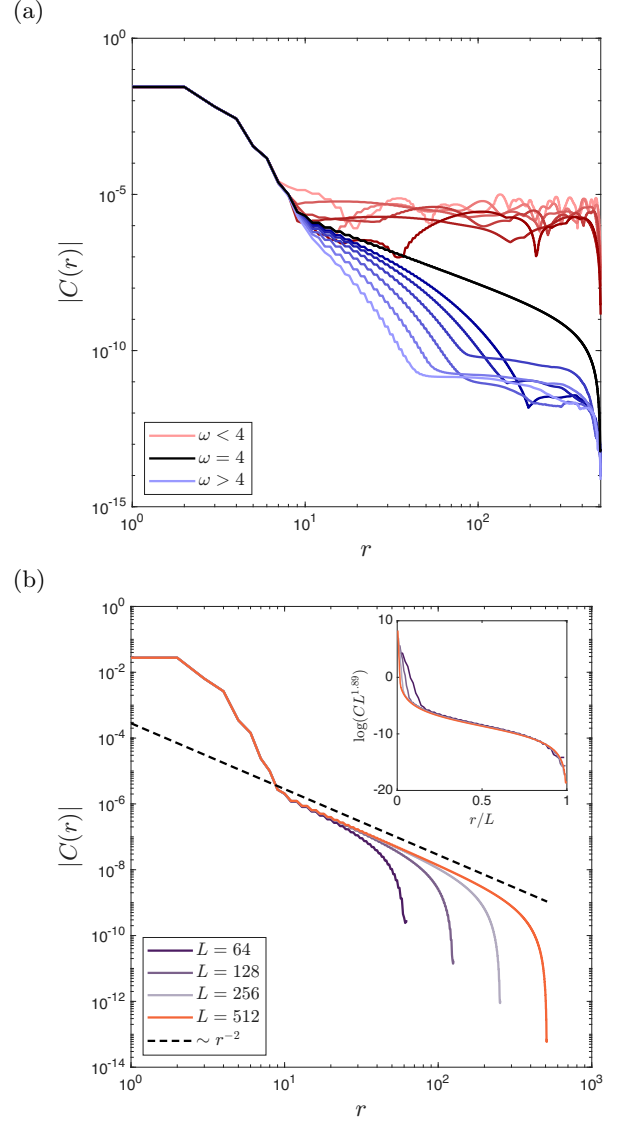 (a)
10^0
10^-5
10^-10
10^-15
|C(r)|
ω < 4
ω = 4
ω > 4
10^0
10^1
10^2
r
(b)
10^0
10^-2
10^-4
10^-6
10^-8
10^-10
10^-12
10^-14
|C(r)|
10
0
-10
-20
log(CL^1.89)
0
0.5
1
r/L
L = 64
L = 128
L = 256
L = 512
∼ r^-2
10^0
10^1
10^2
10^3
r